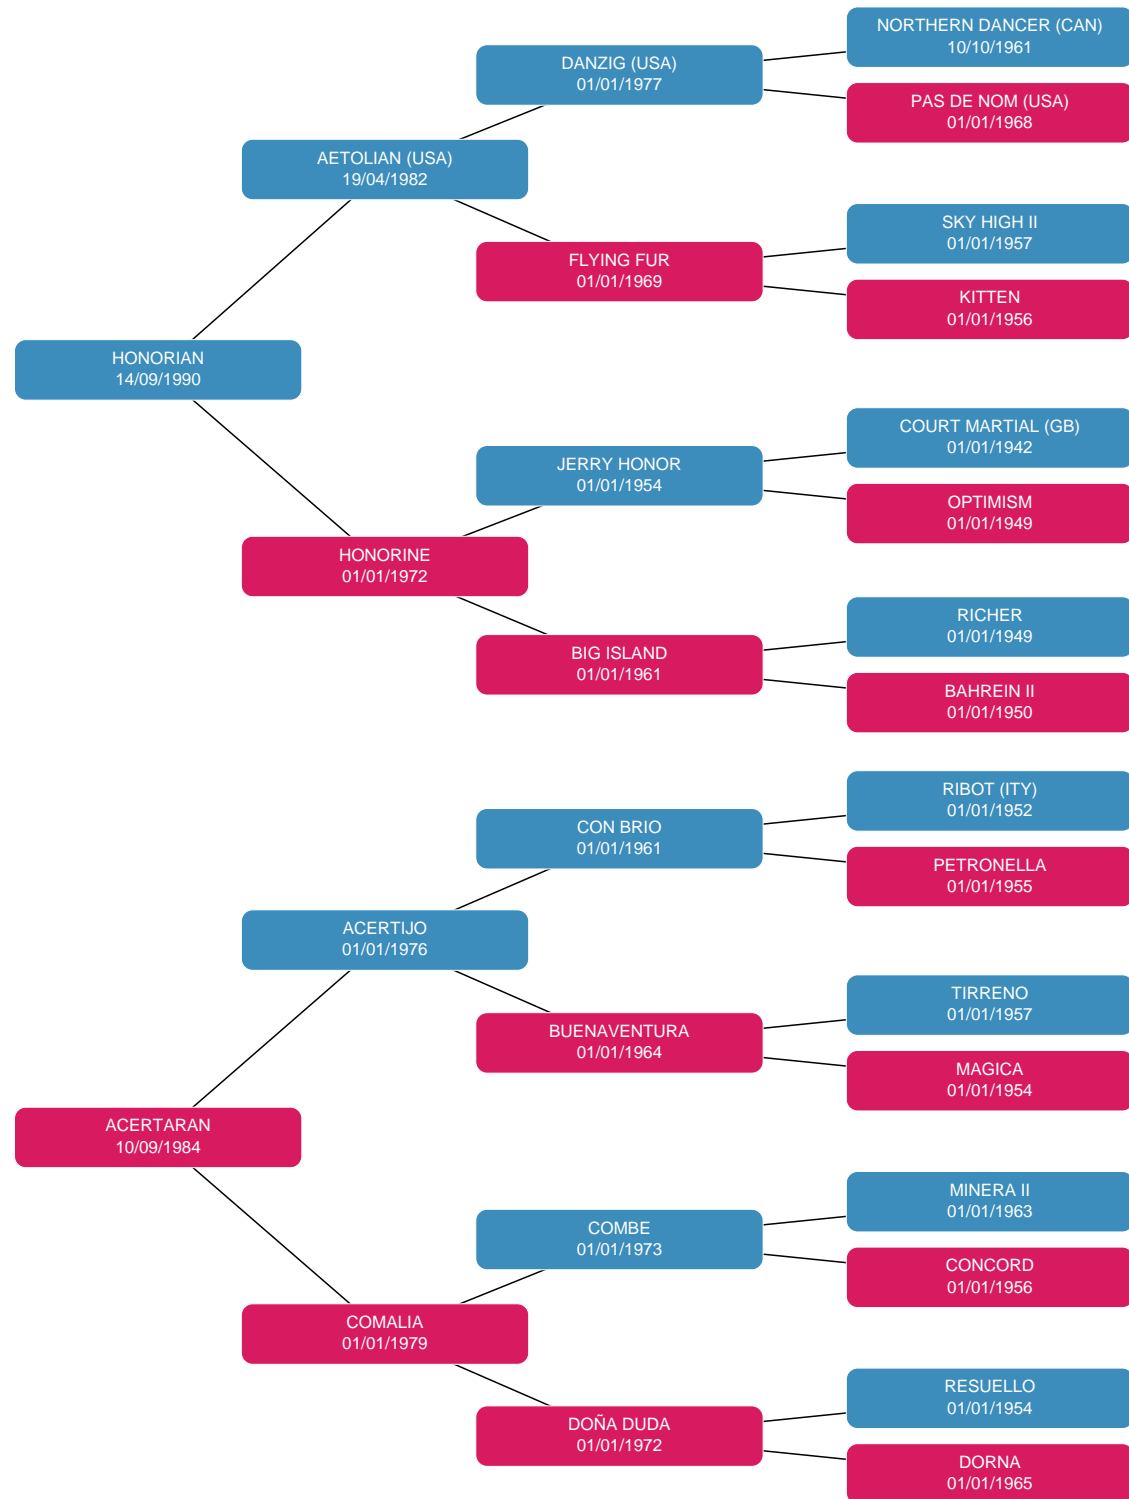 NORTHERN DANCER (CAN)
10/10/1961
DANZIG (USA)
01/01/1977
PAS DE NOM (USA)
01/01/1968
AETOLIAN (USA)
19/04/1982
SKY HIGH II
01/01/1957
FLYING FUR
01/01/1969
KITTEN
01/01/1956
HONORIAN
14/09/1990
COURT MARTIAL (GB)
01/01/1942
JERRY HONOR
01/01/1954
OPTIMISM
01/01/1949
HONORINE
01/01/1972
RICHER
01/01/1949
BIG ISLAND
01/01/1961
BAHREIN II
01/01/1950
RIBOT (ITY)
01/01/1952
CON BRIO
01/01/1961
PETRONELLA
01/01/1955
ACERTIJO
01/01/1976
TIRRENO
01/01/1957
BUENAVENTURA
01/01/1964
MAGICA
01/01/1954
ACERTARAN
10/09/1984
MINERA II
01/01/1963
COMBE
01/01/1973
CONCORD
01/01/1956
COMALIA
01/01/1979
RESUELLO
01/01/1954
DOÑA DUDA
01/01/1972
DORNA
01/01/1965